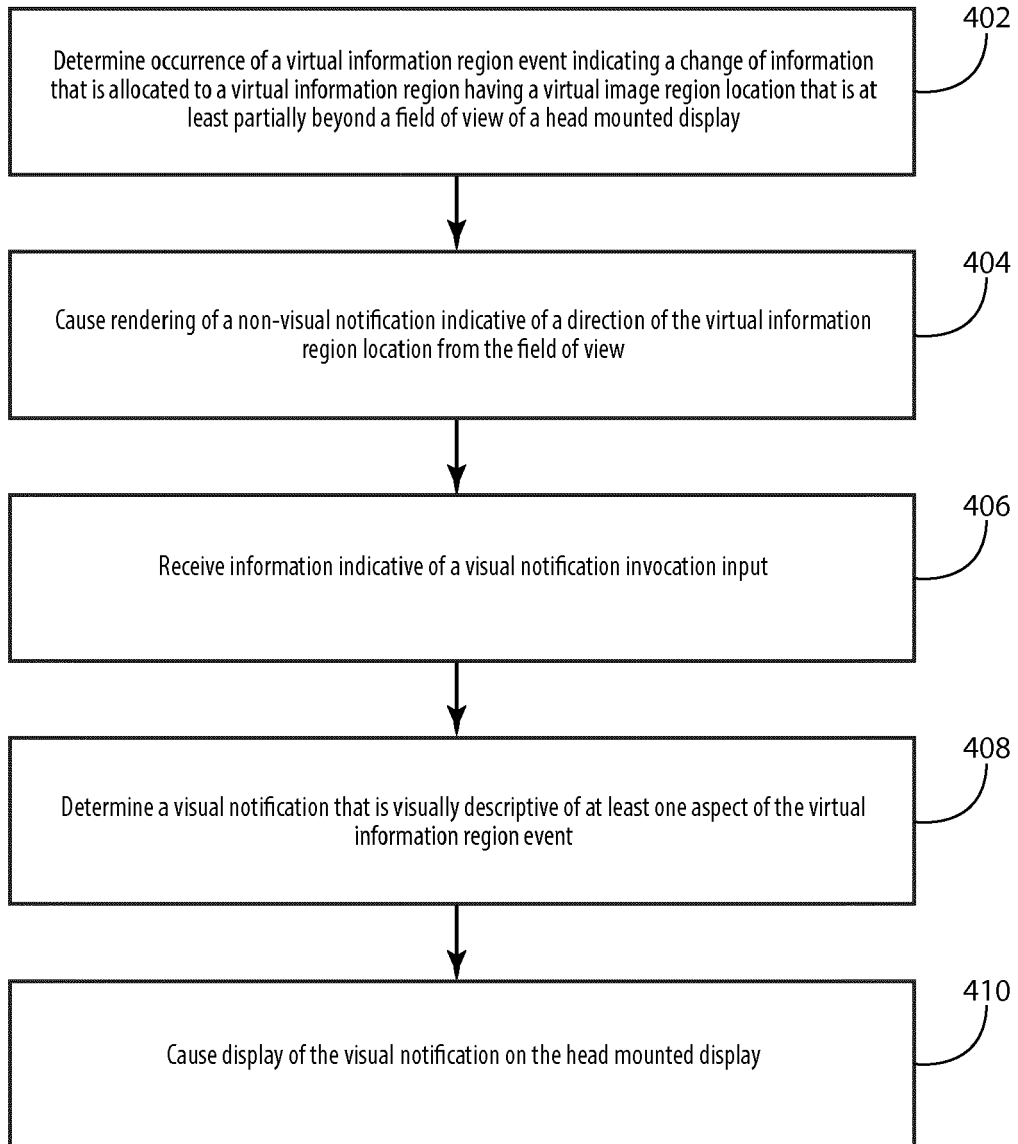 402
Determine occurrence of a virtual information region event indicating a change of information
that is allocated to a virtual information region having a virtual image region location that is at
least partially beyond a field of view of a head mounted display
404
Cause rendering of a non-visual notification indicative of a direction of the virtual information
region location from the field of view
406
Receive information indicative of a visual notification invocation input
408
Determine a visual notification that is visually descriptive of at least one aspect of the virtual
information region event
410
Cause display of the visual notification on the head mounted display